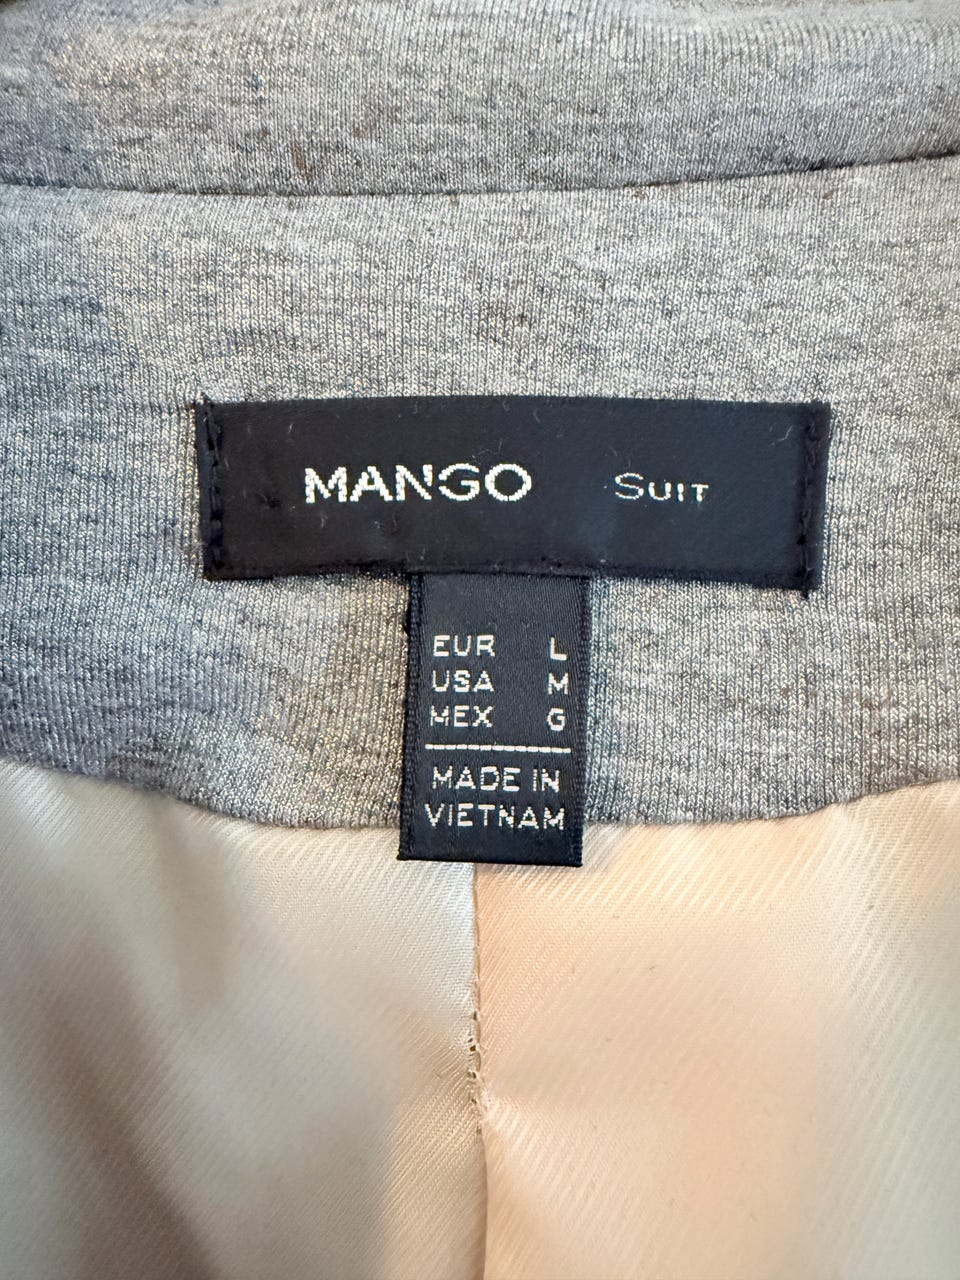 MANGO SUIT
EUR L
USA M
MEX G
MADE IN
VIETNAM